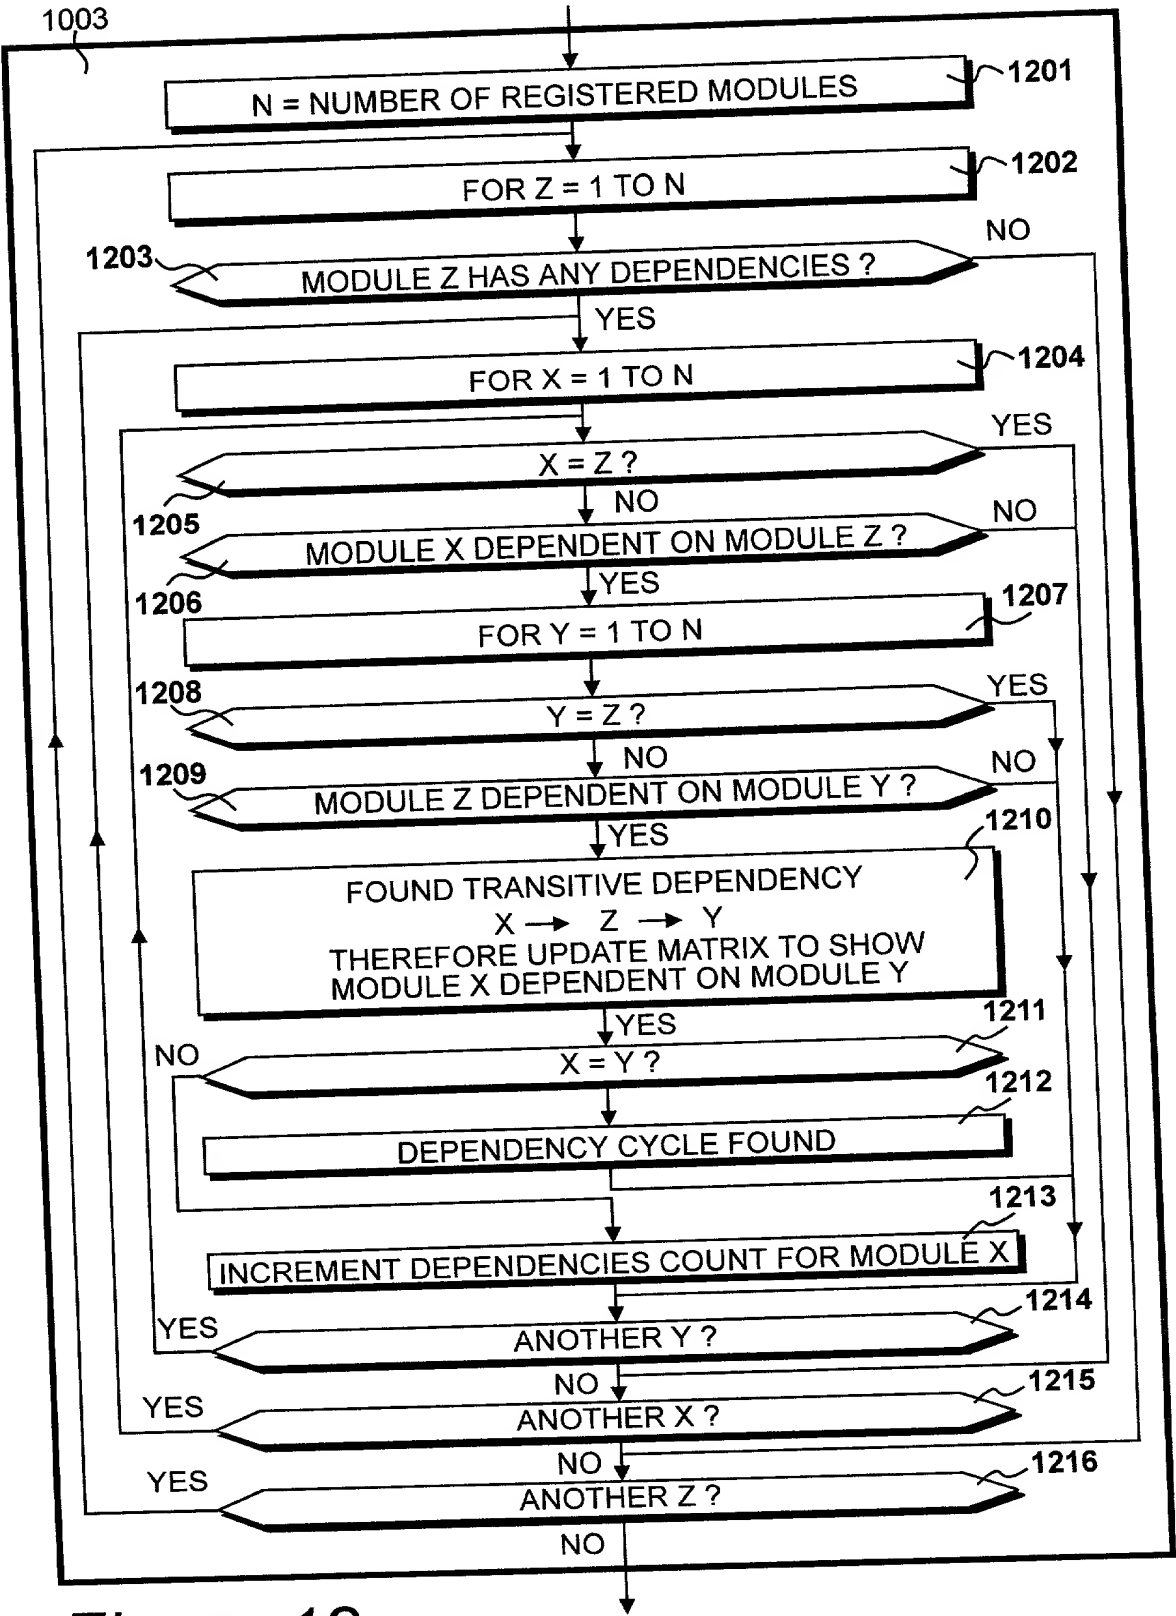 1003
N = NUMBER OF REGISTERED MODULES
1201
FOR Z = 1 TO N
1202
1203
MODULE Z HAS ANY DEPENDENCIES ?
NO
YES
FOR X = 1 TO N
1204
X = Z ?
YES
1205
NO
MODULE X DEPENDENT ON MODULE Z ?
NO
1206
YES
FOR Y = 1 TO N
1207
1208
Y = Z ?
YES
NO
1209
MODULE Z DEPENDENT ON MODULE Y ?
NO
YES
1210
FOUND TRANSITIVE DEPENDENCY
X → Z → Y
THEREFORE UPDATE MATRIX TO SHOW
MODULE X DEPENDENT ON MODULE Y
YES
1211
NO
X = Y ?
1212
DEPENDENCY CYCLE FOUND
1213
INCREMENT DEPENDENCIES COUNT FOR MODULE X
1214
YES
ANOTHER Y ?
NO
1215
YES
ANOTHER X ?
NO
1216
YES
ANOTHER Z ?
NO